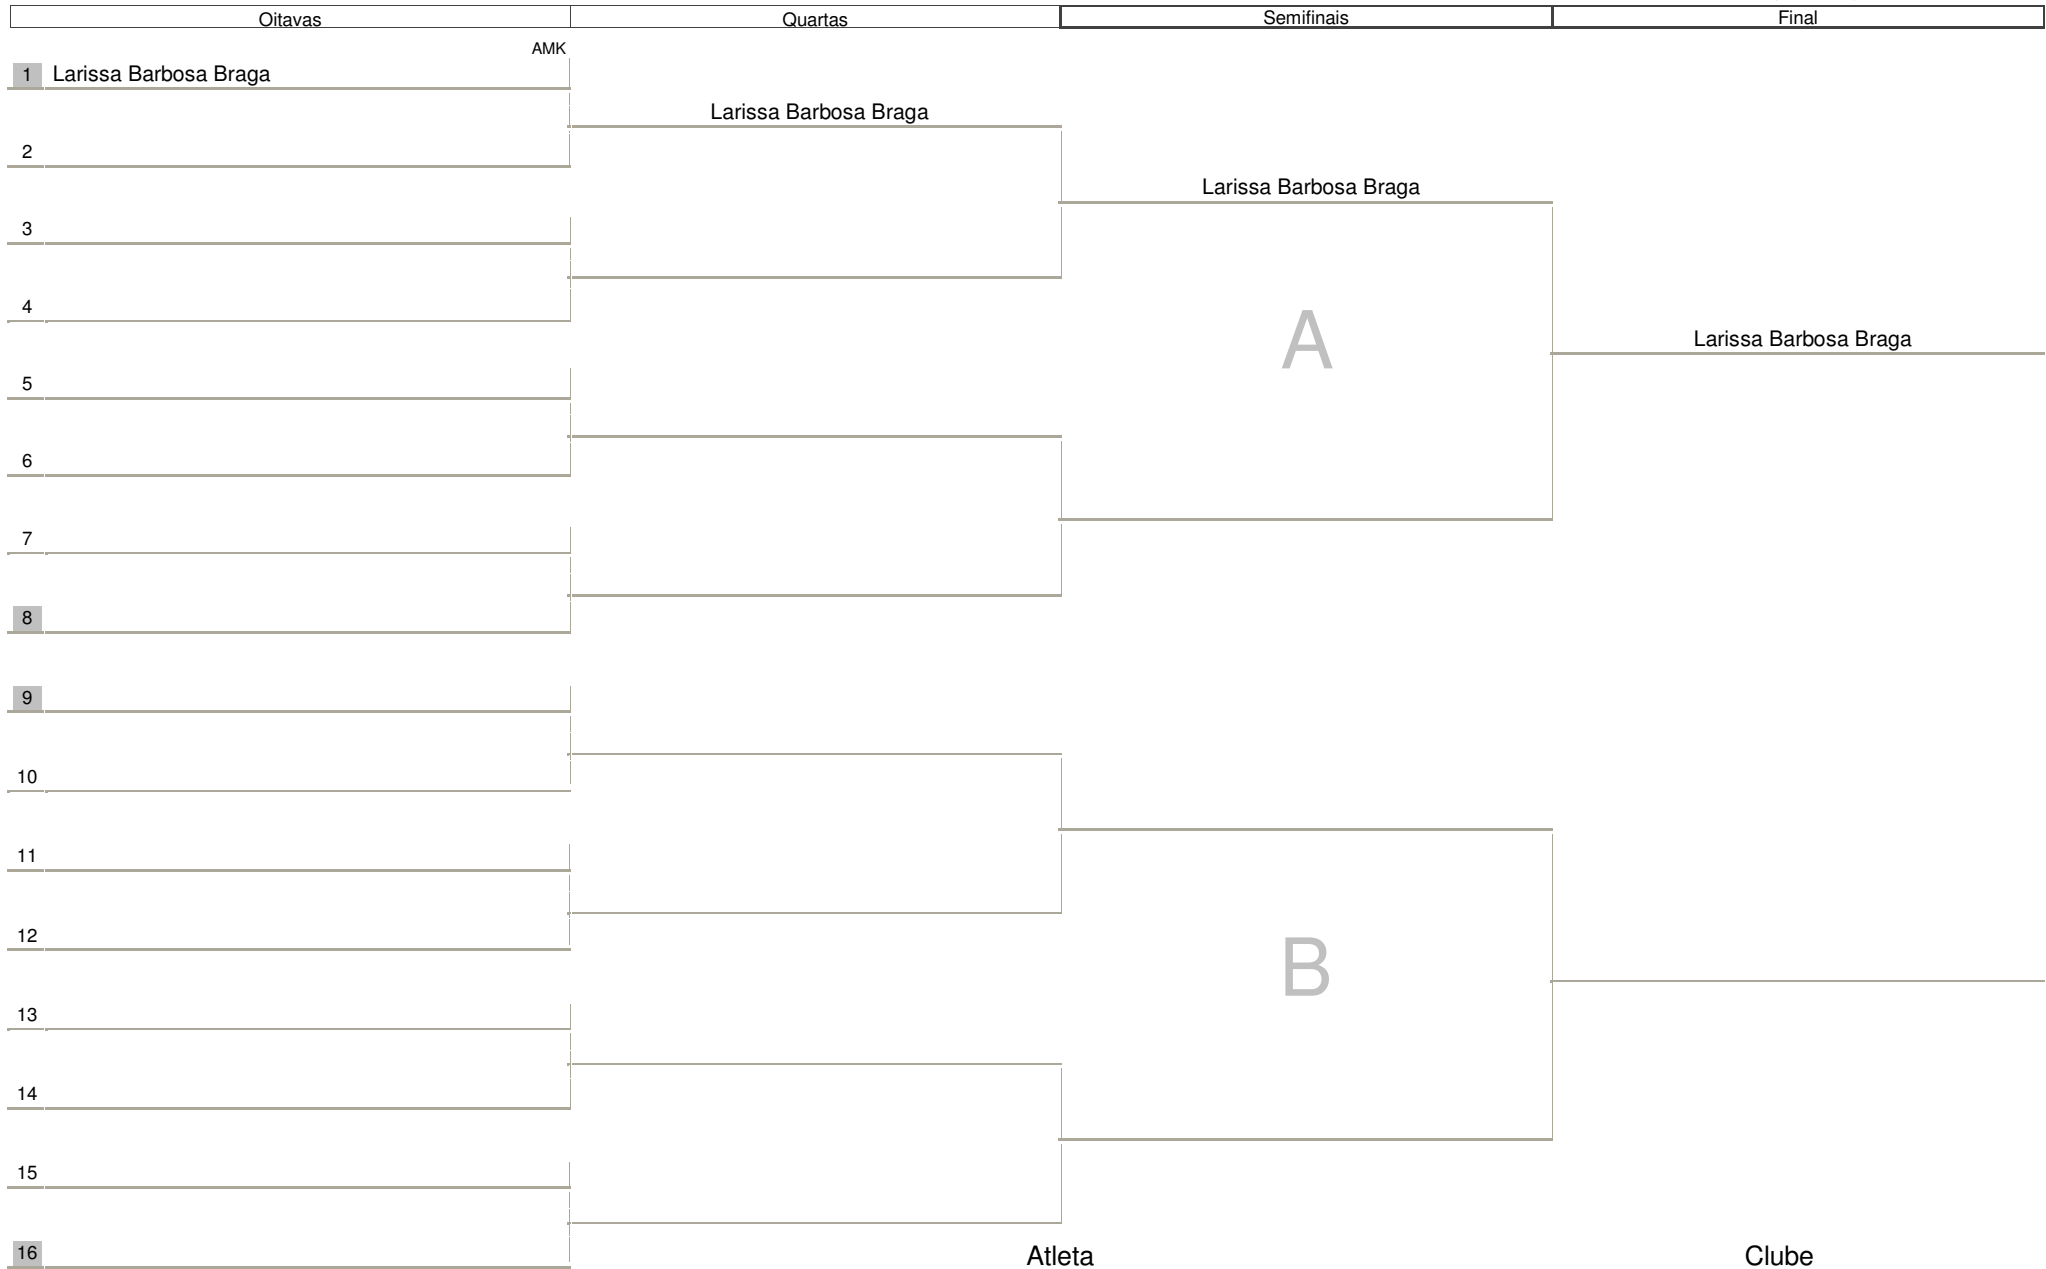 Oitavas Quartas Semifinais Final
AMK
1 Larissa Barbosa Braga
Larissa Barbosa Braga
2
Larissa Barbosa Braga
3
4
A
Larissa Barbosa Braga
5
6
7
8
9
10
11
12
B
13
14
15
16 Atleta Clube